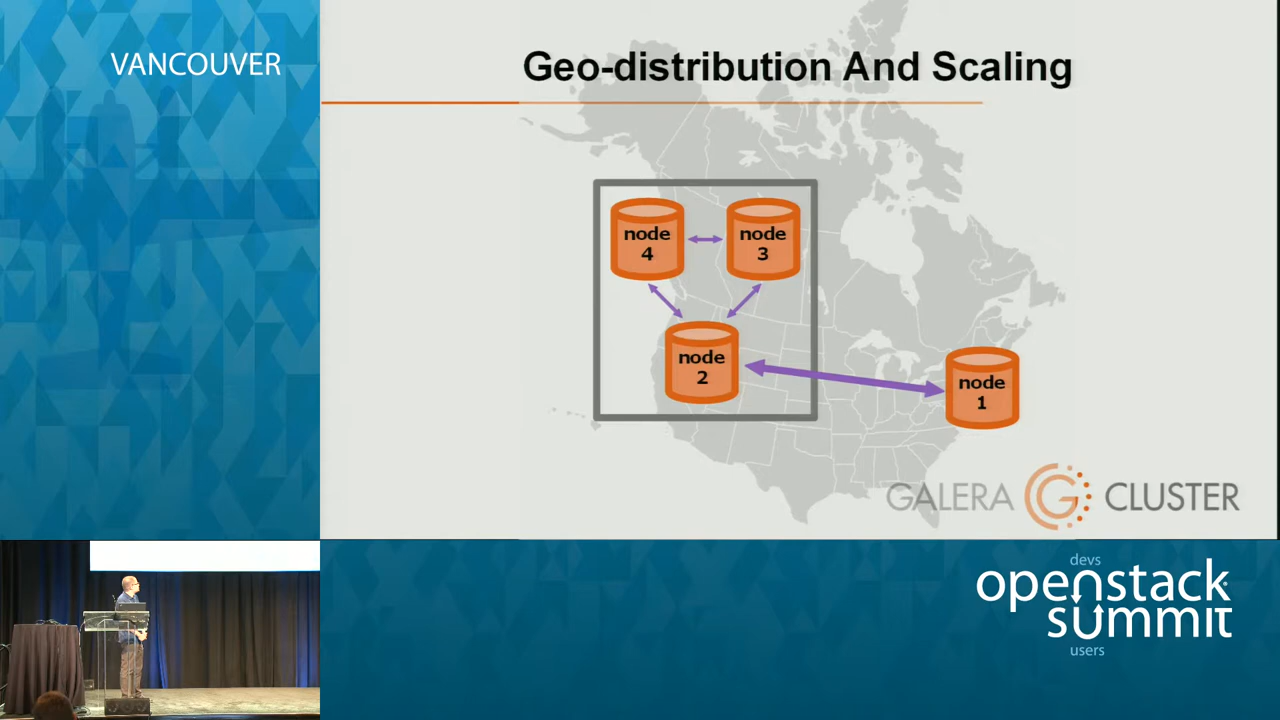 VANCOUVER
Geo-distribution And Scaling
node
4
node
3
node
2
node
1
GALERA CLUSTER
devs
openstack
summit
users